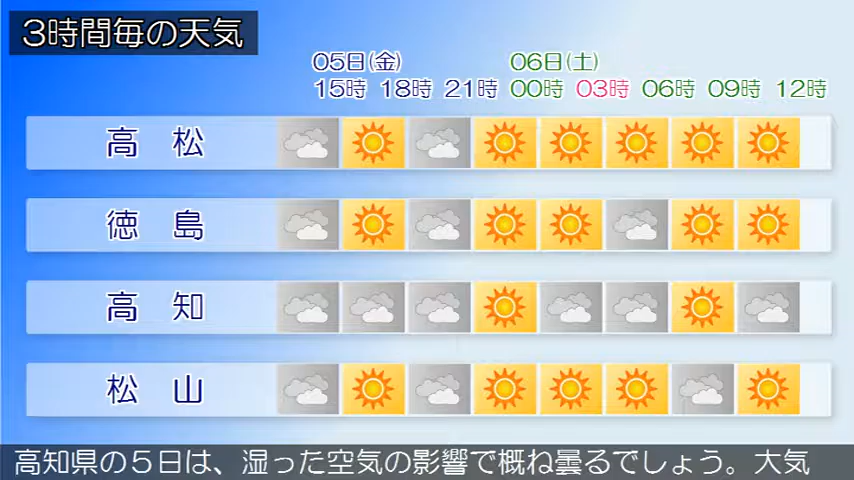 3時間毎の天気
05日(金) 06日(土)
15時 18時 21時 00時 03時 06時 09時 12時
高松
徳島
高知
松山
高知県の５日は、湿った空気の影響で概ね曇るでしょう。大気